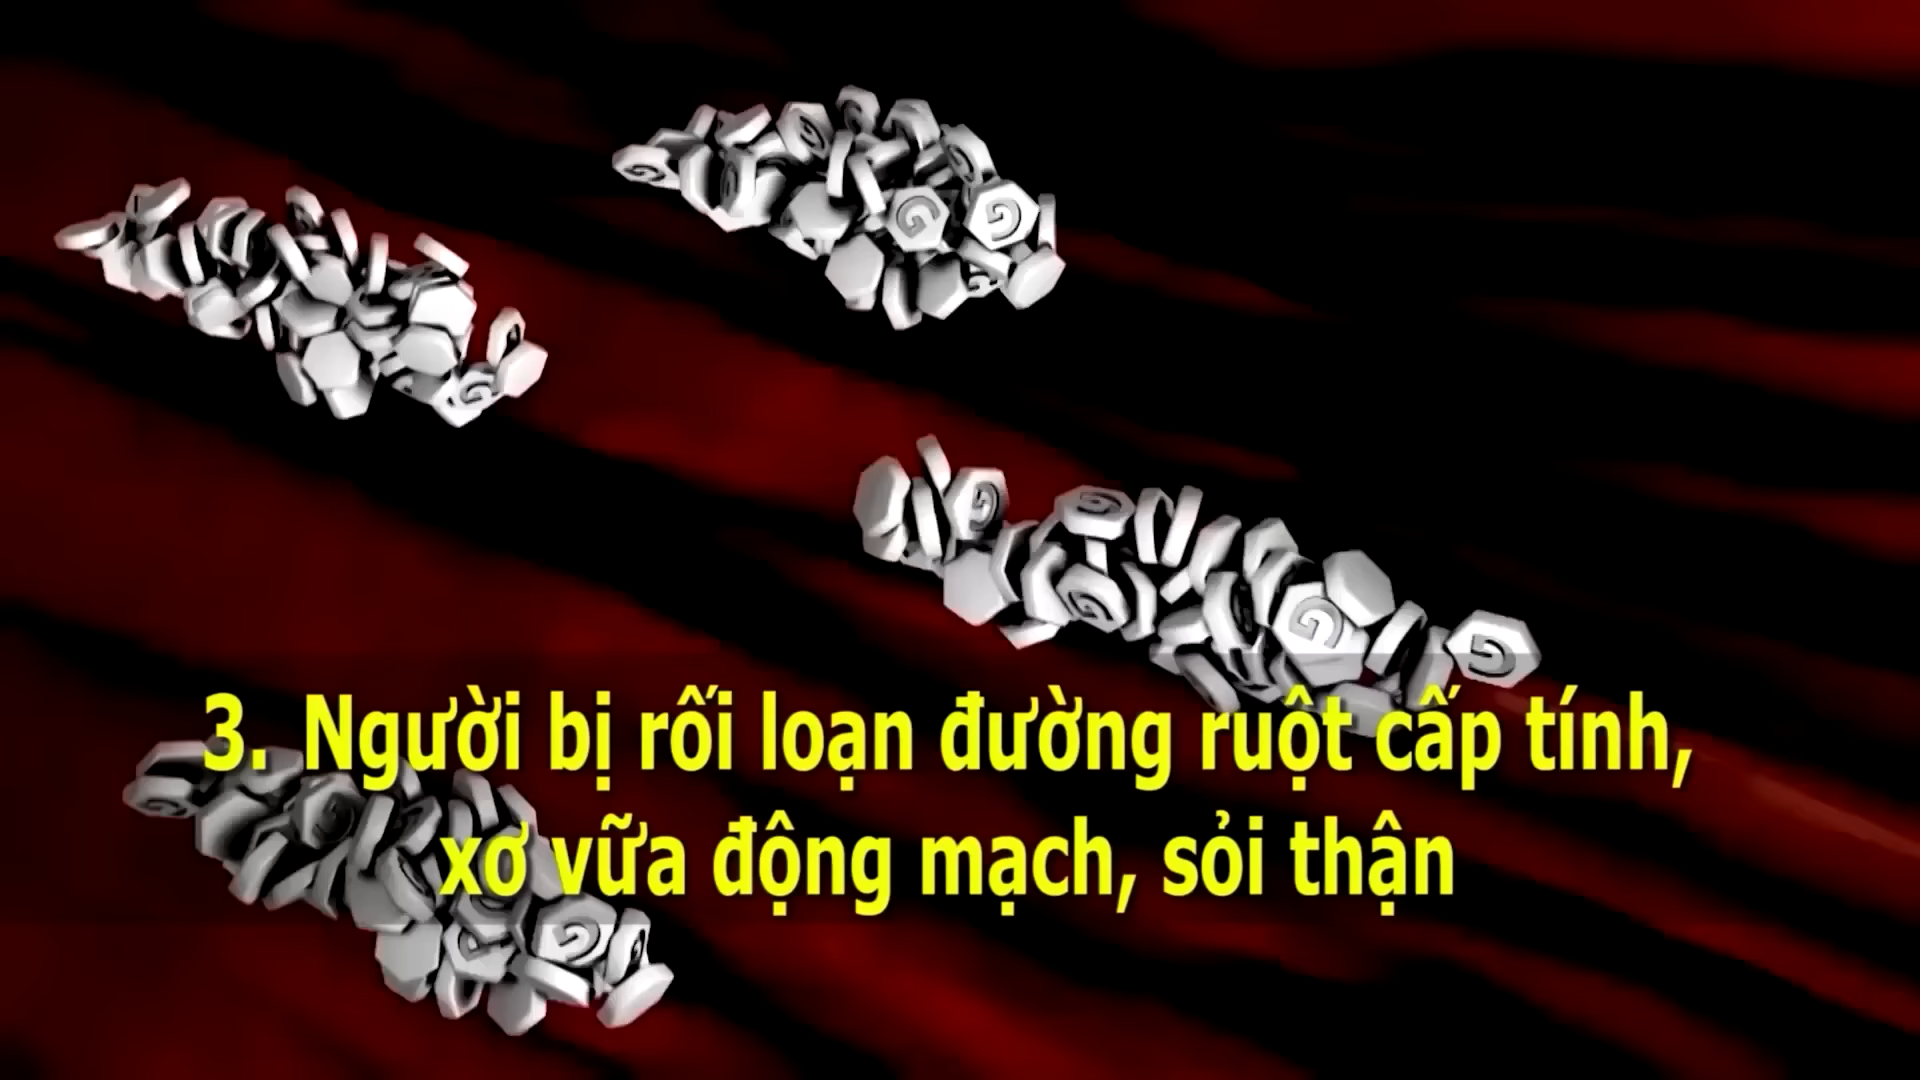 3. Người bị rối loạn đường ruột cấp tính,
xơ vữa động mạch, sỏi thận